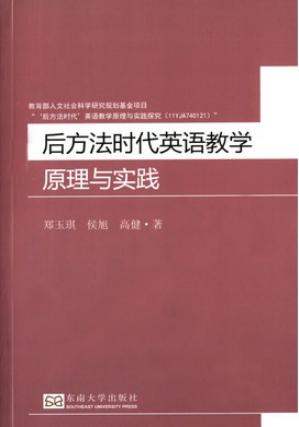 教育部人文社会科学研究规划基金项目
“‘后方法时代’英语教学原理与实践探究（11YJA740121）”
后方法时代英语教学
原理与实践
郑玉琪 侯旭 高健·著
东南大学出版社